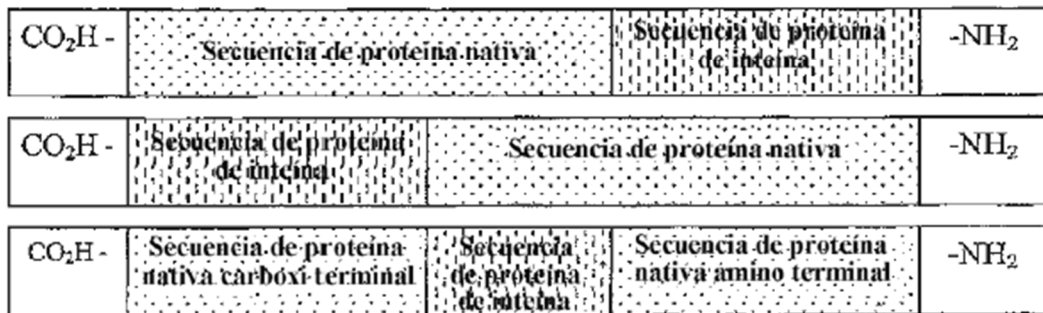 CO₂H -
Secuencia de proteína nativa
Secuencia de proteína
de inteína
-NH₂
CO₂H -
Secuencia de proteína
de inteína
Secuencia de proteína nativa
-NH₂
CO₂H -
Secuencia de proteína
nativa carboxi terminal
Secuencia
de proteína
de inteína
Secuencia de proteína
nativa amino terminal
-NH₂